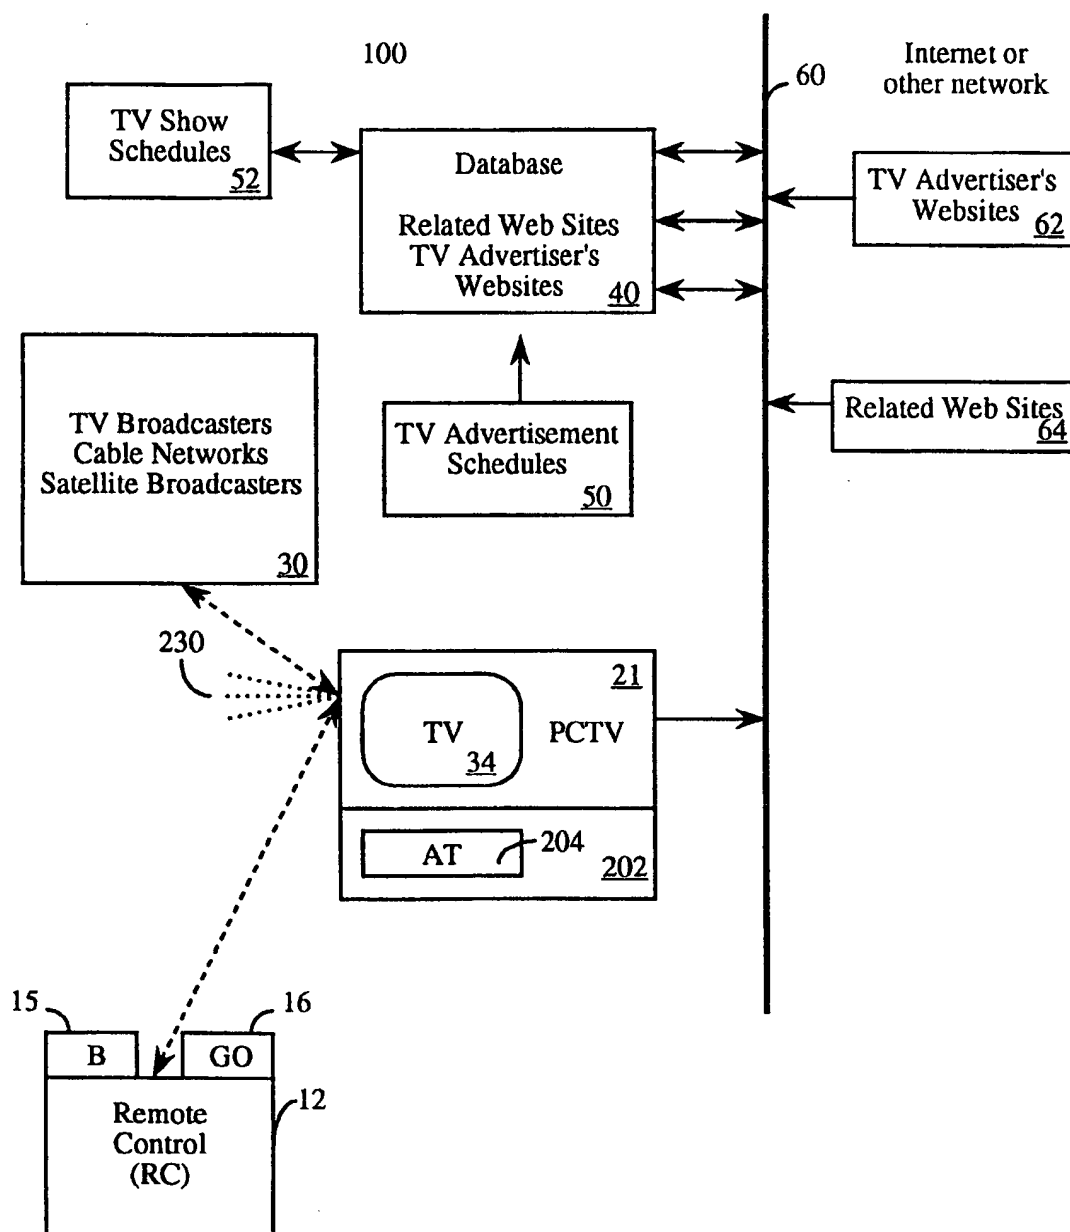 100
60
Internet or
other network
TV Show
Schedules
52
Database
Related Web Sites
TV Advertiser's
Websites
40
TV Advertiser's
Websites
62
TV Broadcasters
Cable Networks
Satellite Broadcasters
30
TV Advertisement
Schedules
50
Related Web Sites
64
230
21
TV
34
PCTV
AT
204
202
15
16
B
GO
12
Remote
Control
(RC)